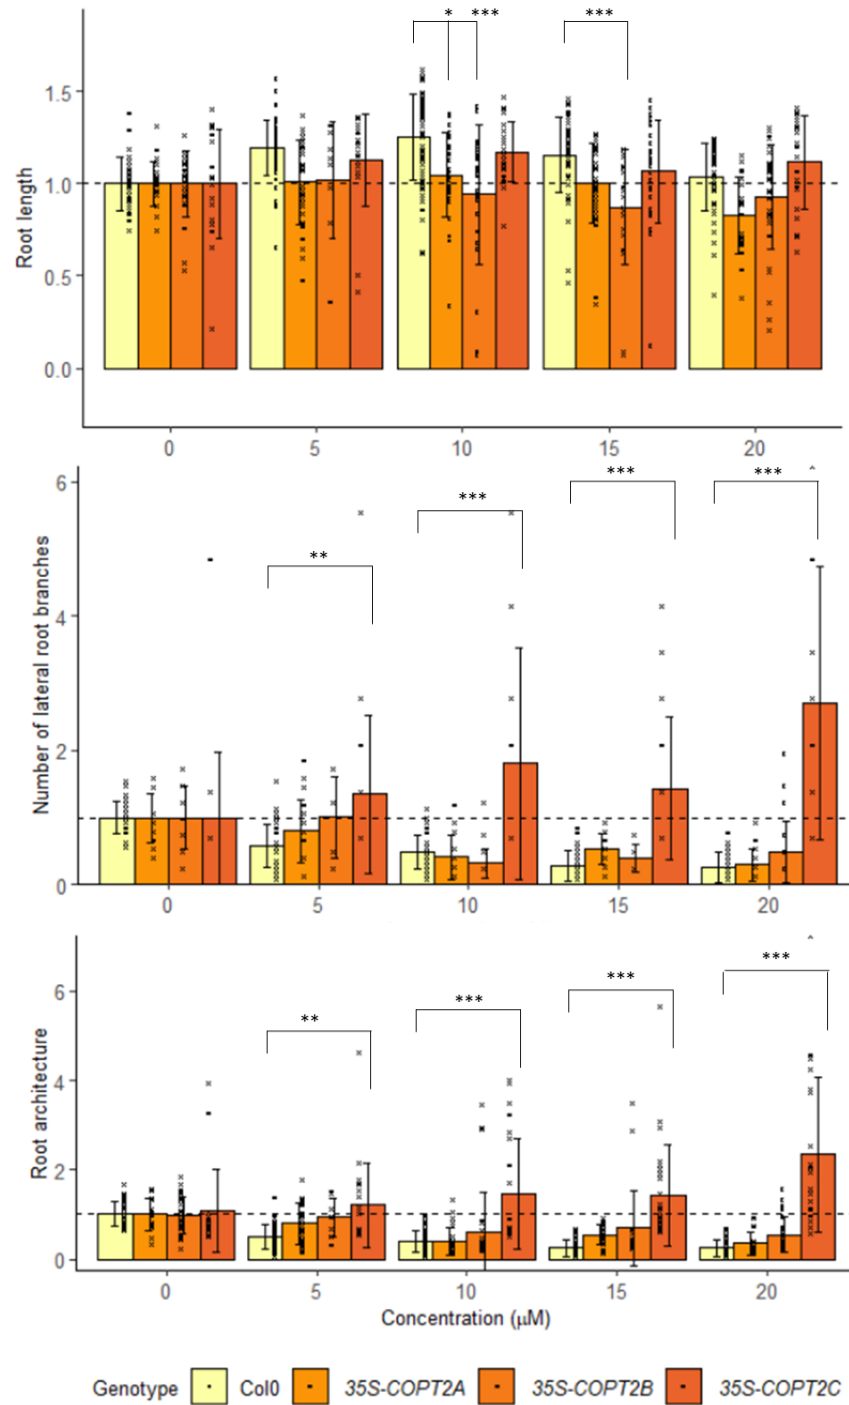 * ***
***
1.5
1.0
0.5
0.0
Root length
0 5 10 15 20
6
4
2
0
Number of lateral root branches
**
***
***
***
0 5 10 15 20
6
4
2
0
Root architecture
**
***
***
***
0 5 10 15 20
Concentration (µM)
Genotype Col0 35S-COPT2A 35S-COPT2B 35S-COPT2C